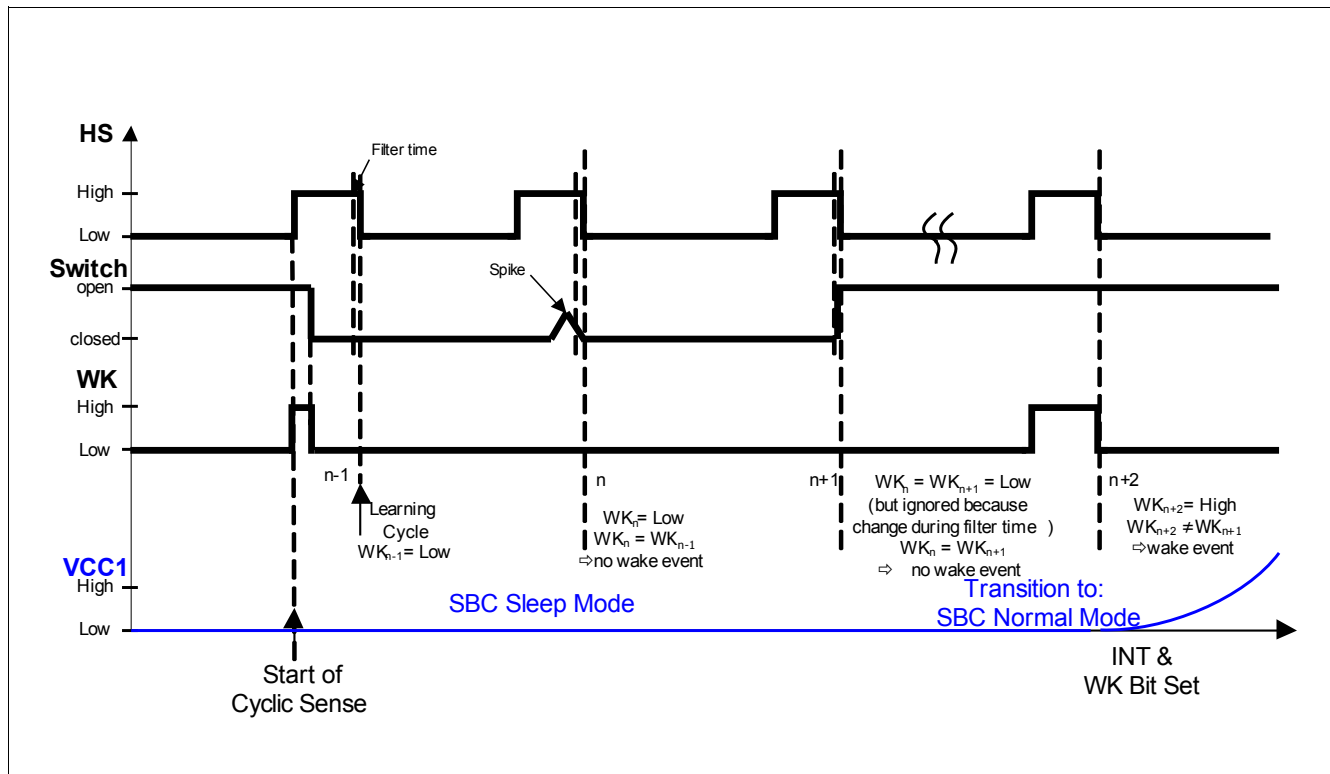 HS
Filter time
High
Low
Switch
open
Spike
closed
WK
High
Low
n-1
n
n+1
n+2
Learning
Cycle
WKn-1= Low
WKn= Low
WKn = WKn-1
⇨no wake event
WKn = WKn+1 = Low
(but ignored because
change during filter time )
WKn = WKn+1
⇨ no wake event
WKn+2= High
WKn+2 ≠WKn+1
⇨wake event
VCC1
High
Low
SBC Sleep Mode
Transition to:
SBC Normal Mode
Start of
Cyclic Sense
INT &
WK Bit Set